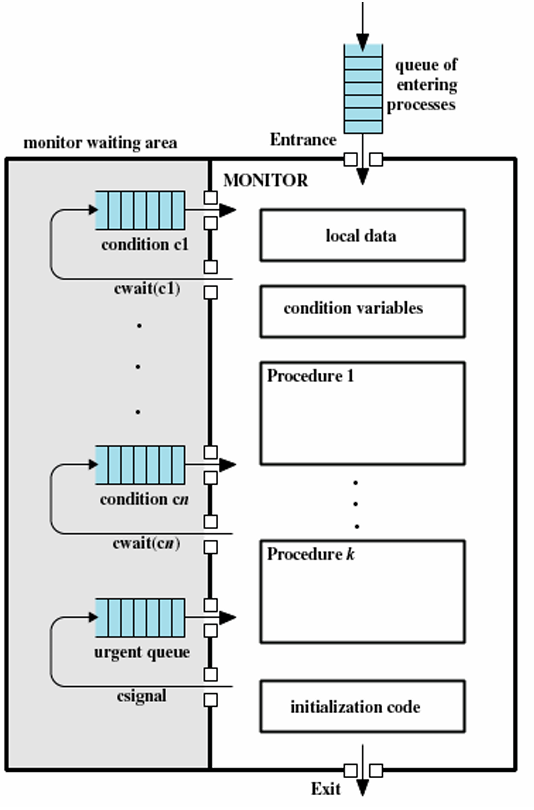 queue of
entering
processes
Entrance
monitor waiting area
MONITOR
condition c1
cwait(c1)
local data
condition variables
Procedure 1
condition cn
cwait(cn)
Procedure k
urgent queue
csignal
initialization code
Exit